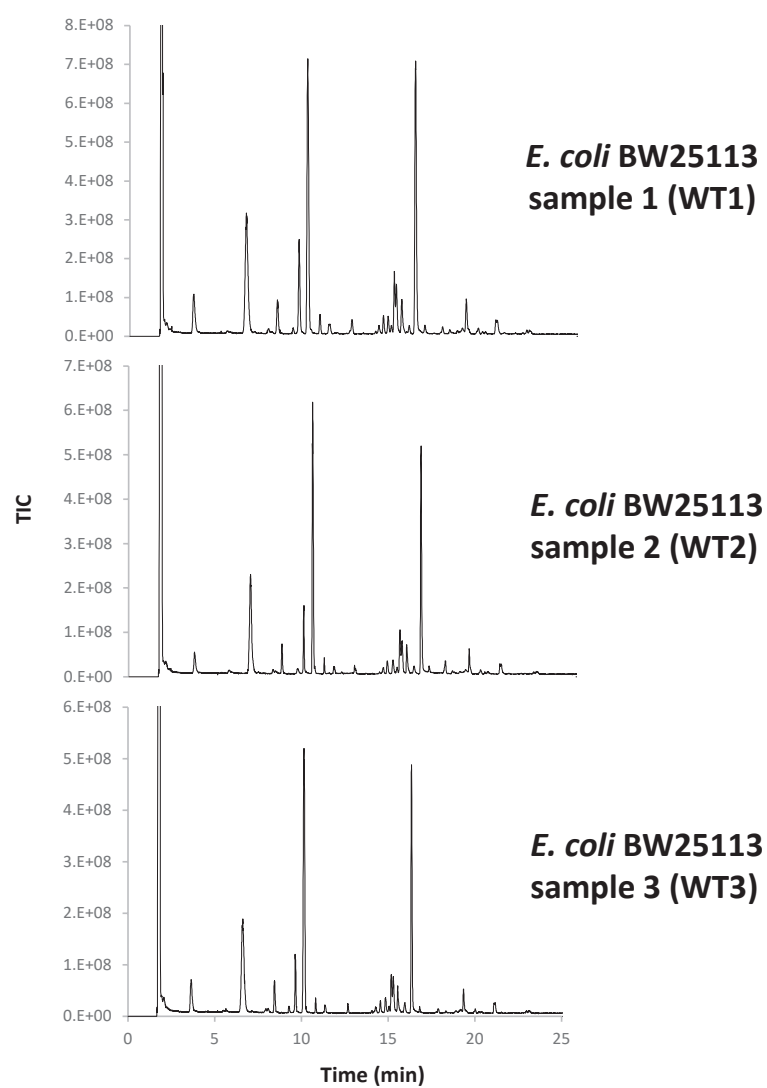 8.E+08
7.E+08
6.E+08
5.E+08
4.E+08
3.E+08
2.E+08
1.E+08
0.E+00
E. coli BW25113
sample 1 (WT1)
7.E+08
6.E+08
5.E+08
4.E+08
3.E+08
2.E+08
1.E+08
0.E+00
TIC
E. coli BW25113
sample 2 (WT2)
6.E+08
5.E+08
4.E+08
3.E+08
2.E+08
1.E+08
0.E+00
E. coli BW25113
sample 3 (WT3)
0 5 10 15 20 25
Time (min)